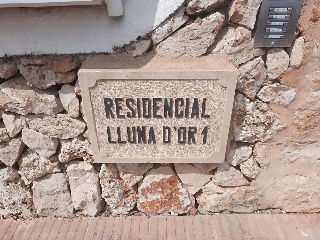 RESIDENCIAL
LLUNA D'OR 1